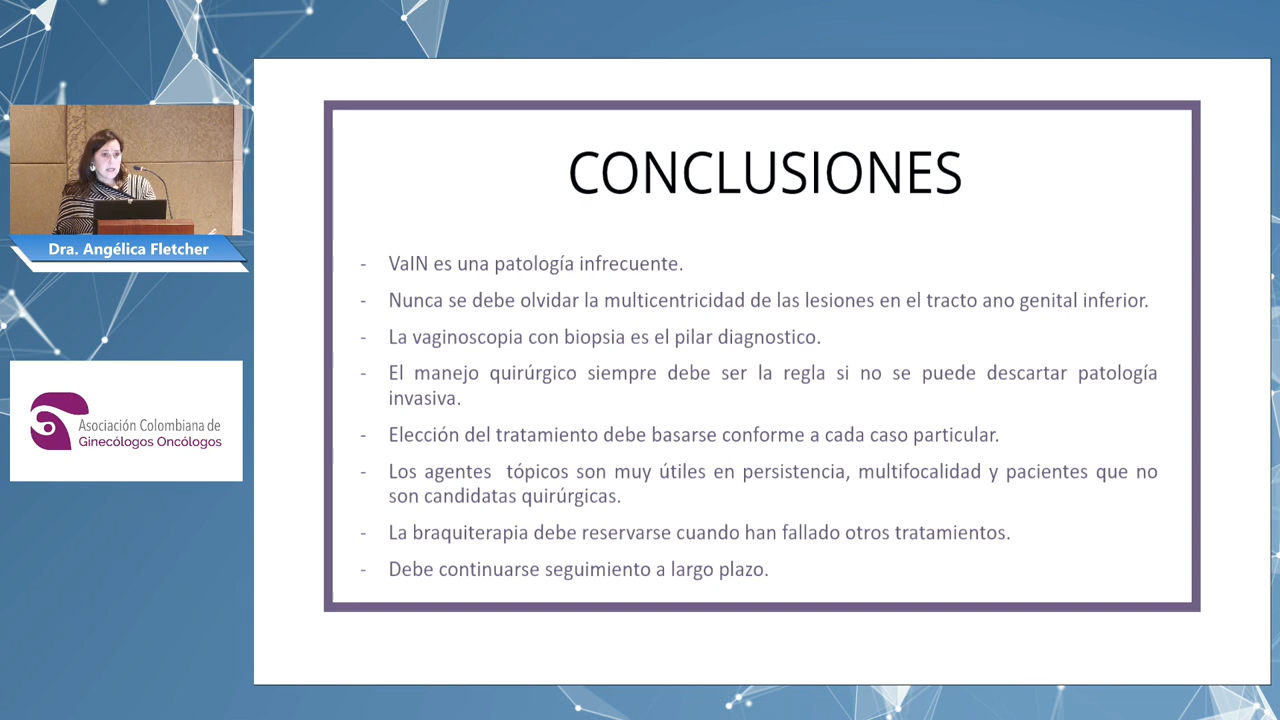 Dra. Angélica Fletcher
Asociación Colombiana de
Ginecólogos Oncólogos
CONCLUSIONES
- VaIN es una patología infrecuente.
- Nunca se debe olvidar la multicentricidad de las lesiones en el tracto ano genital inferior.
- La vaginoscopia con biopsia es el pilar diagnostico.
- El manejo quirúrgico siempre debe ser la regla si no se puede descartar patología
invasiva.
- Elección del tratamiento debe basarse conforme a cada caso particular.
- Los agentes tópicos son muy útiles en persistencia, multifocalidad y pacientes que no
son candidatas quirúrgicas.
- La braquiterapia debe reservarse cuando han fallado otros tratamientos.
- Debe continuarse seguimiento a largo plazo.